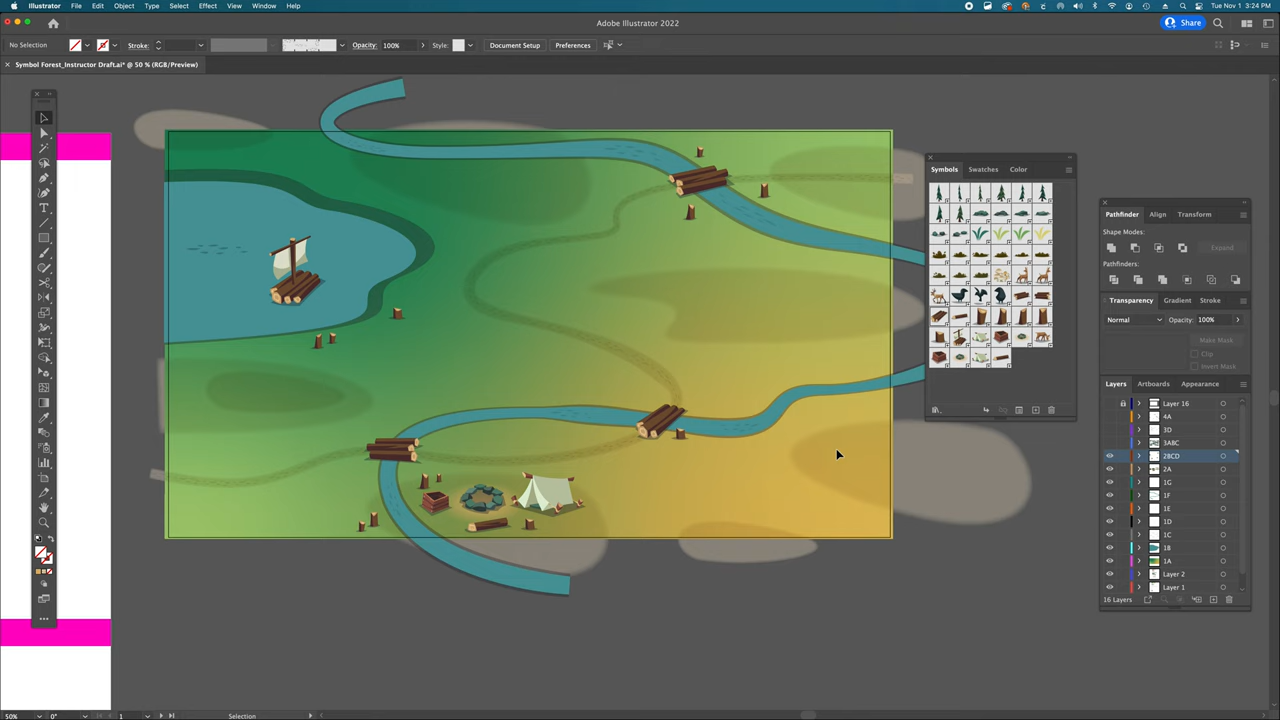 Illustrator File Edit Object Type Select Effect View Window Help Tue Nov 1 3:24 PM
Adobe Illustrator 2022
Share
No Selection Stroke: Opacity: 100% Style: Document Setup Preferences
× Symbol Forest_Instructor Draft.ai* @ 50 % (RGB/Preview)
Symbols Swatches Color
Pathfinder Align Transform
Shape Modes:
Expand
Pathfinders:
Transparency Gradient Stroke
Normal Opacity: 100%
Make Mask
Clip
Invert Mask
Layers Artboards Appearance
Layer 16
4A
3D
3ABC
2BCD
2A
1G
1F
1E
1D
1C
1B
1A
Layer 2
Layer 1
16 Layers
50% 0° 1 Selection